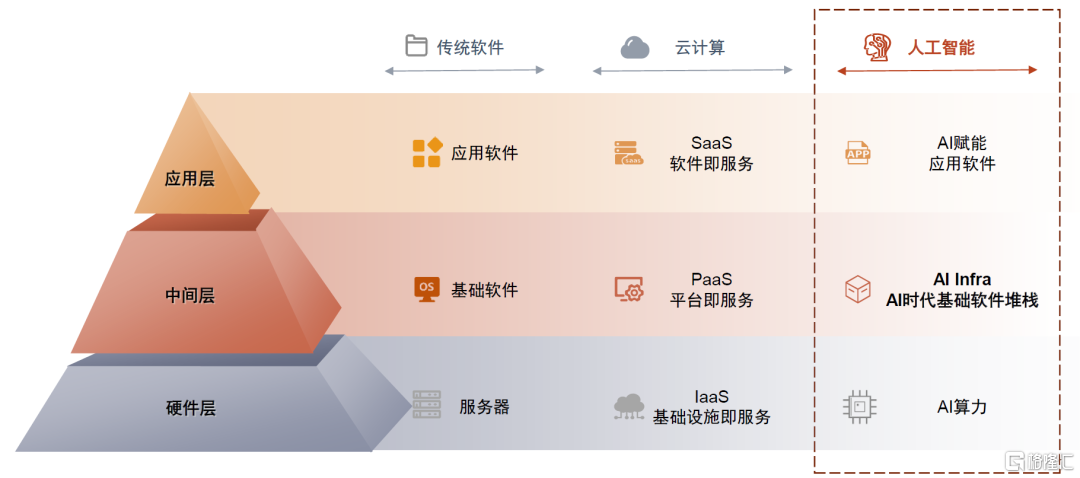 传统软件
云计算
人工智能
应用层
应用软件
SaaS
软件即服务
SAAS
APP
AI赋能
应用软件
中间层
OS
基础软件
PaaS
平台即服务
AI Infra
AI时代基础软件堆栈
硬件层
服务器
IaaS
基础设施即服务
AI算力
格隆汇